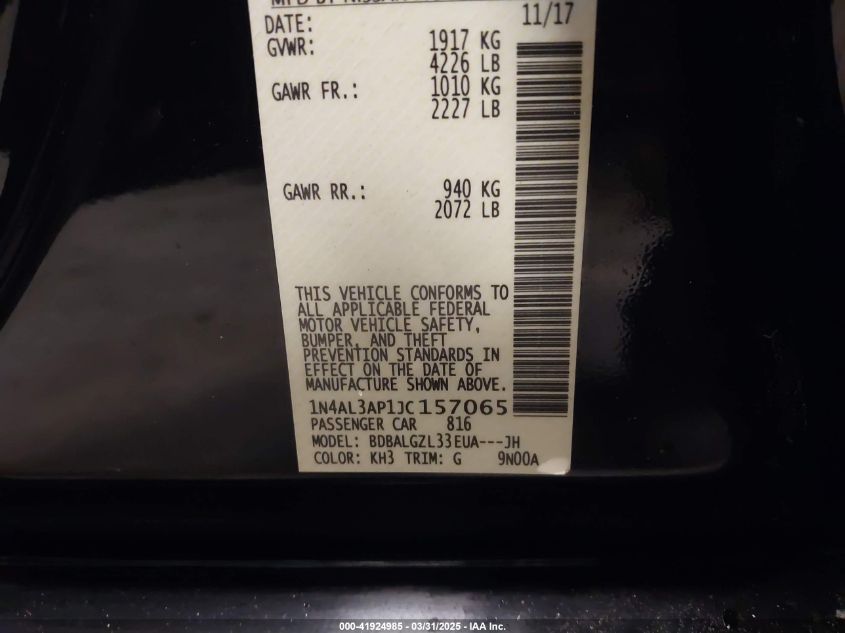 MFD BY NISSAN
DATE: 11/17
GVWR: 1917 KG
4226 LB
GAWR FR.: 1010 KG
2227 LB
GAWR RR.: 940 KG
2072 LB
THIS VEHICLE CONFORMS TO
ALL APPLICABLE FEDERAL
MOTOR VEHICLE SAFETY,
BUMPER, AND THEFT
PREVENTION STANDARDS IN
EFFECT ON THE DATE OF
MANUFACTURE SHOWN ABOVE.
1N4AL3AP1JC157065
PASSENGER CAR 816
MODEL: BDBALGZL33EUA---JH
COLOR: KH3 TRIM: G 9N00A
000-41924985 - 03/31/2025 - IAA Inc.